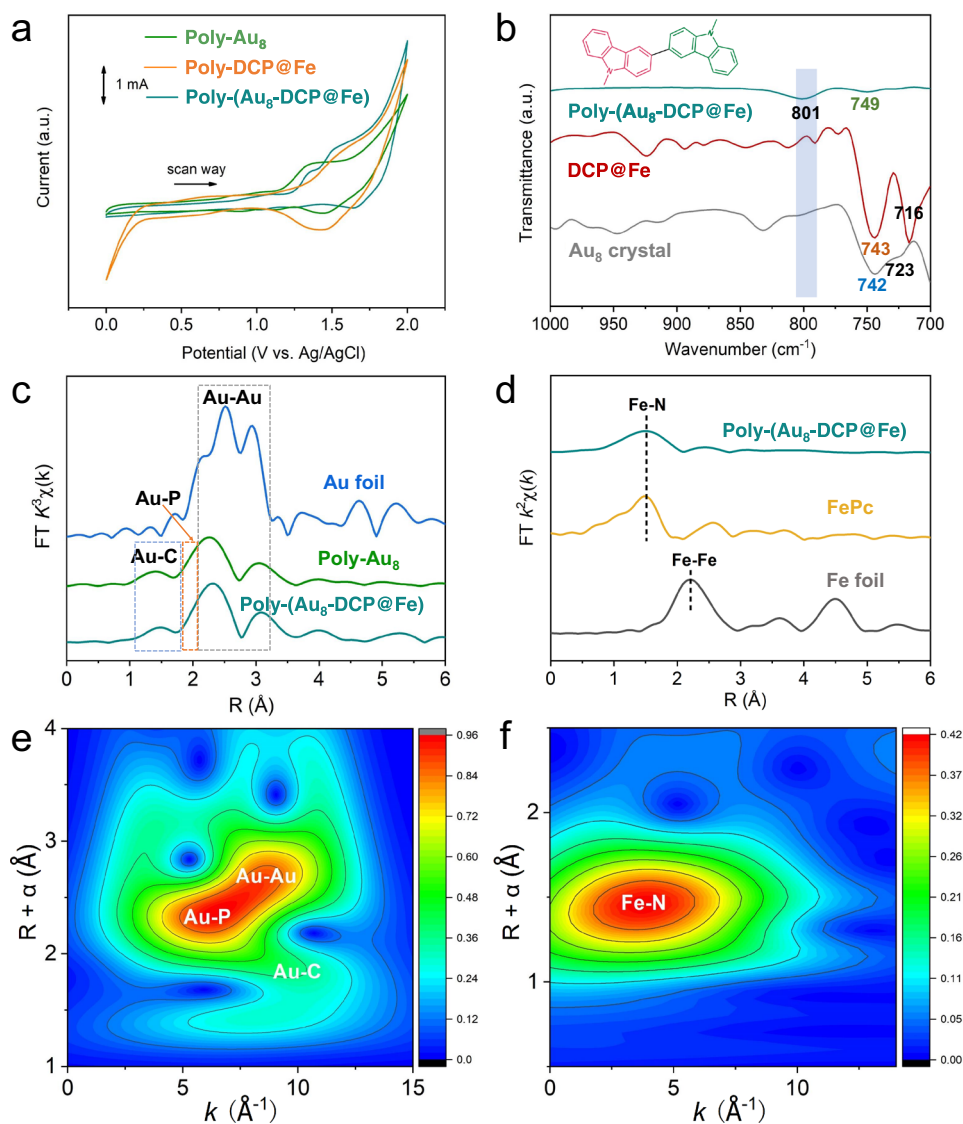 a
Poly-Au₈
Poly-DCP@Fe
Poly-(Au₈-DCP@Fe)
1 mA
scan way
Current (a.u.)
0.0 0.5 1.0 1.5 2.0
Potential (V vs. Ag/AgCl)
b
N
N
Poly-(Au₈-DCP@Fe)
801
749
DCP@Fe
716
Au₈ crystal
743
723
742
Transmittance (a.u.)
1000 950 900 850 800 750 700
Wavenumber (cm⁻¹)
c
Au-Au
Au foil
Au-P
Au-C
Poly-Au₈
Poly-(Au₈-DCP@Fe)
FT K³χ(k)
0 1 2 3 4 5 6
R (Å)
d
Fe-N
Poly-(Au₈-DCP@Fe)
FePc
Fe-Fe
Fe foil
FT k²χ(k)
0 1 2 3 4 5 6
R (Å)
e
4
3
2
1
R + α (Å)
Au-Au
Au-P
Au-C
0 5 10 15
k (Å⁻¹)
0.96
0.84
0.72
0.60
0.48
0.36
0.24
0.12
0.0
f
2
1
R + α (Å)
Fe-N
0 5 10
k (Å⁻¹)
0.42
0.38
0.32
0.27
0.21
0.16
0.11
0.05
0.00